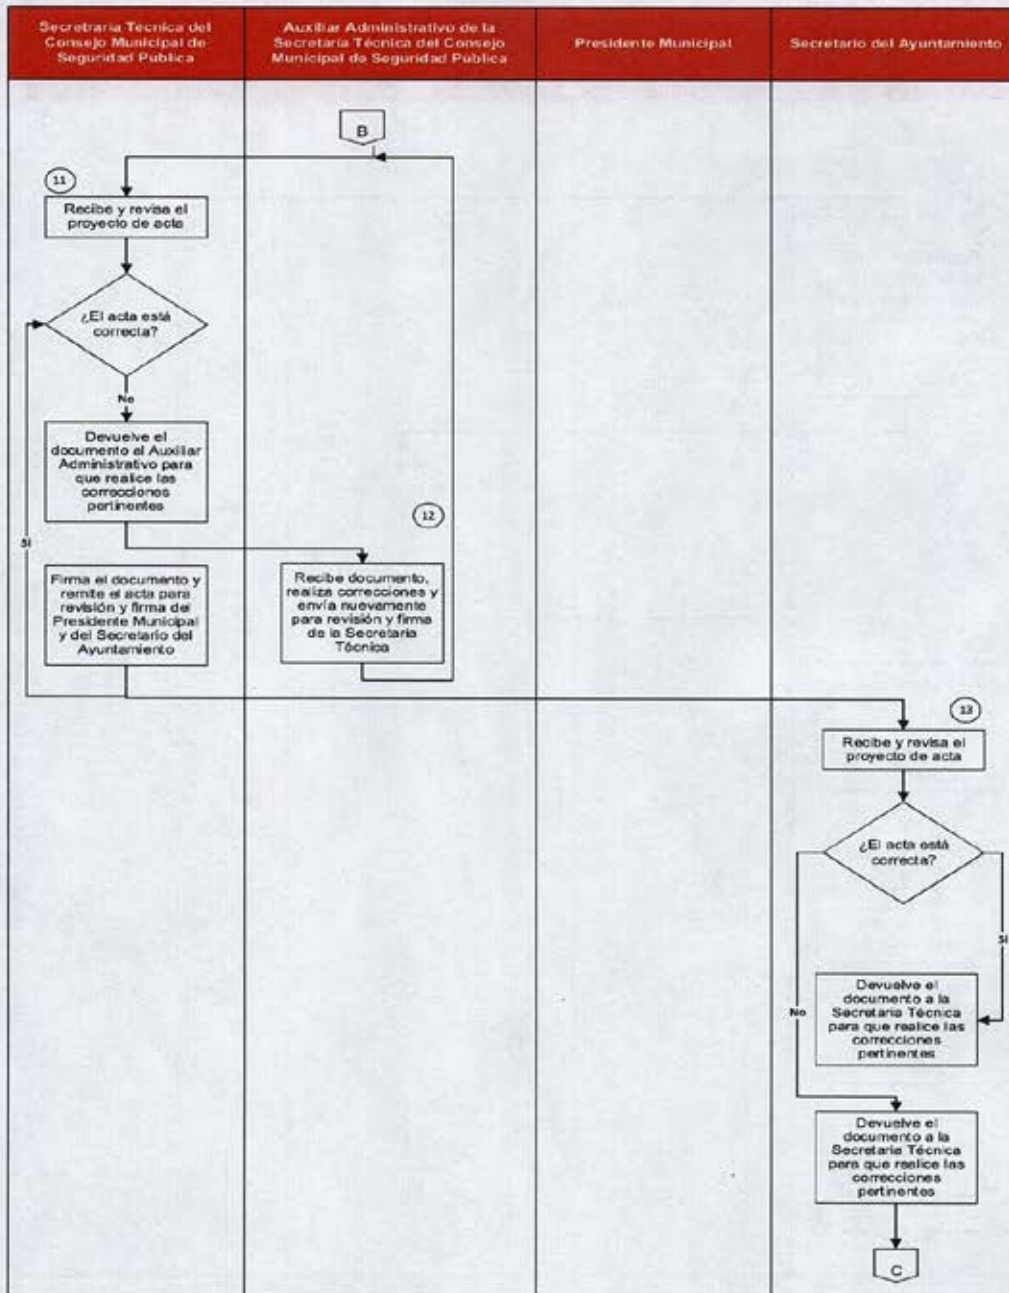 Secretraria Técnica del
Consejo Municipal de
Seguridad Publica
Auxiliar Administrativo de la
Secretaría Técnica del Consejo
Municipal de Seguridad Publica
Presidente Municipal
Secretario del Ayuntamiento
B
11
Recibe y revisa el
proyecto de acta
¿El acta está
correcta?
No
Devuelve el
documento al Auxiliar
Administrativo para
que realice las
correcciones
pertinentes
12
Si
Firma el documento y
remite el acta para
revisión y firma del
Presidente Municipal
y del Secretario del
Ayuntamiento
Recibe documento,
realiza correcciones y
envía nuevamente
para revisión y firma
de la Secretaria
Técnica
13
Recibe y revisa el
proyecto de acta
¿El acta está
correcta?
Si
No
Devuelve el
documento a la
Secretaria Técnica
para que realice las
correcciones
pertinentes
Devuelve el
documento a la
Secretaria Técnica
para que realice las
correcciones
pertinentes
C